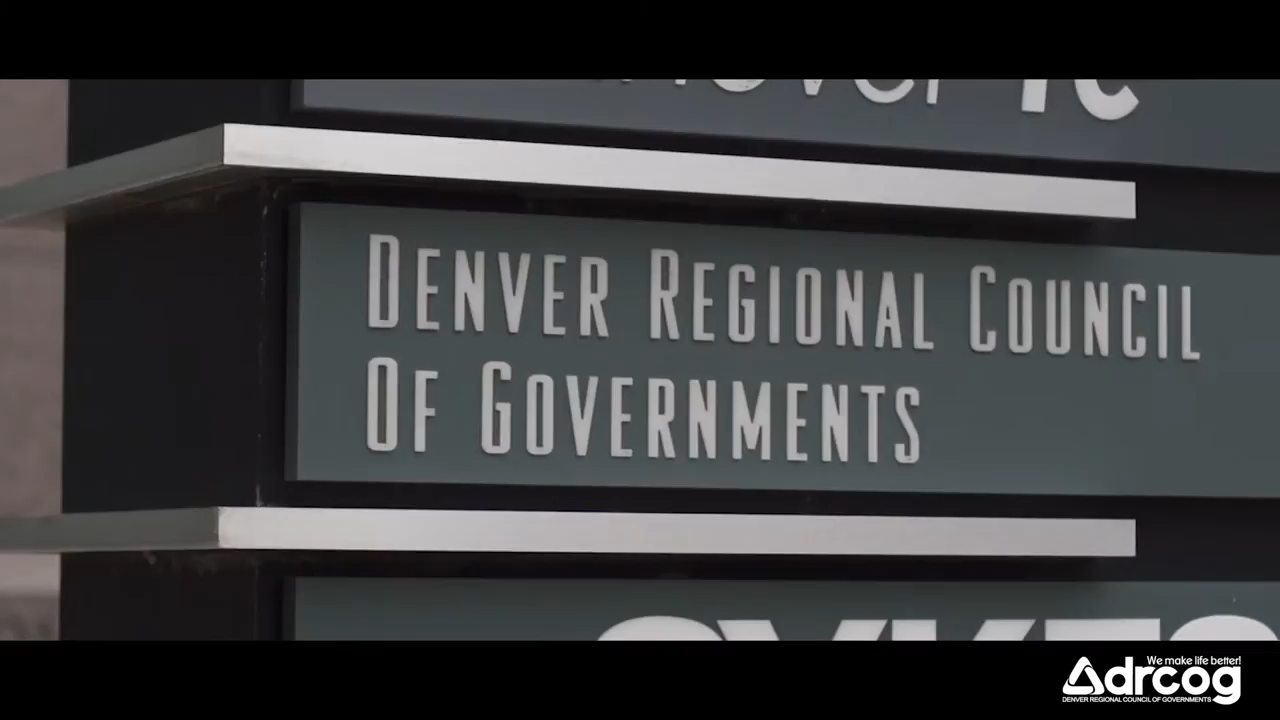 DENVER REGIONAL COUNCIL
OF GOVERNMENTS
We make life better!
drcog
DENVER REGIONAL COUNCIL OF GOVERNMENTS